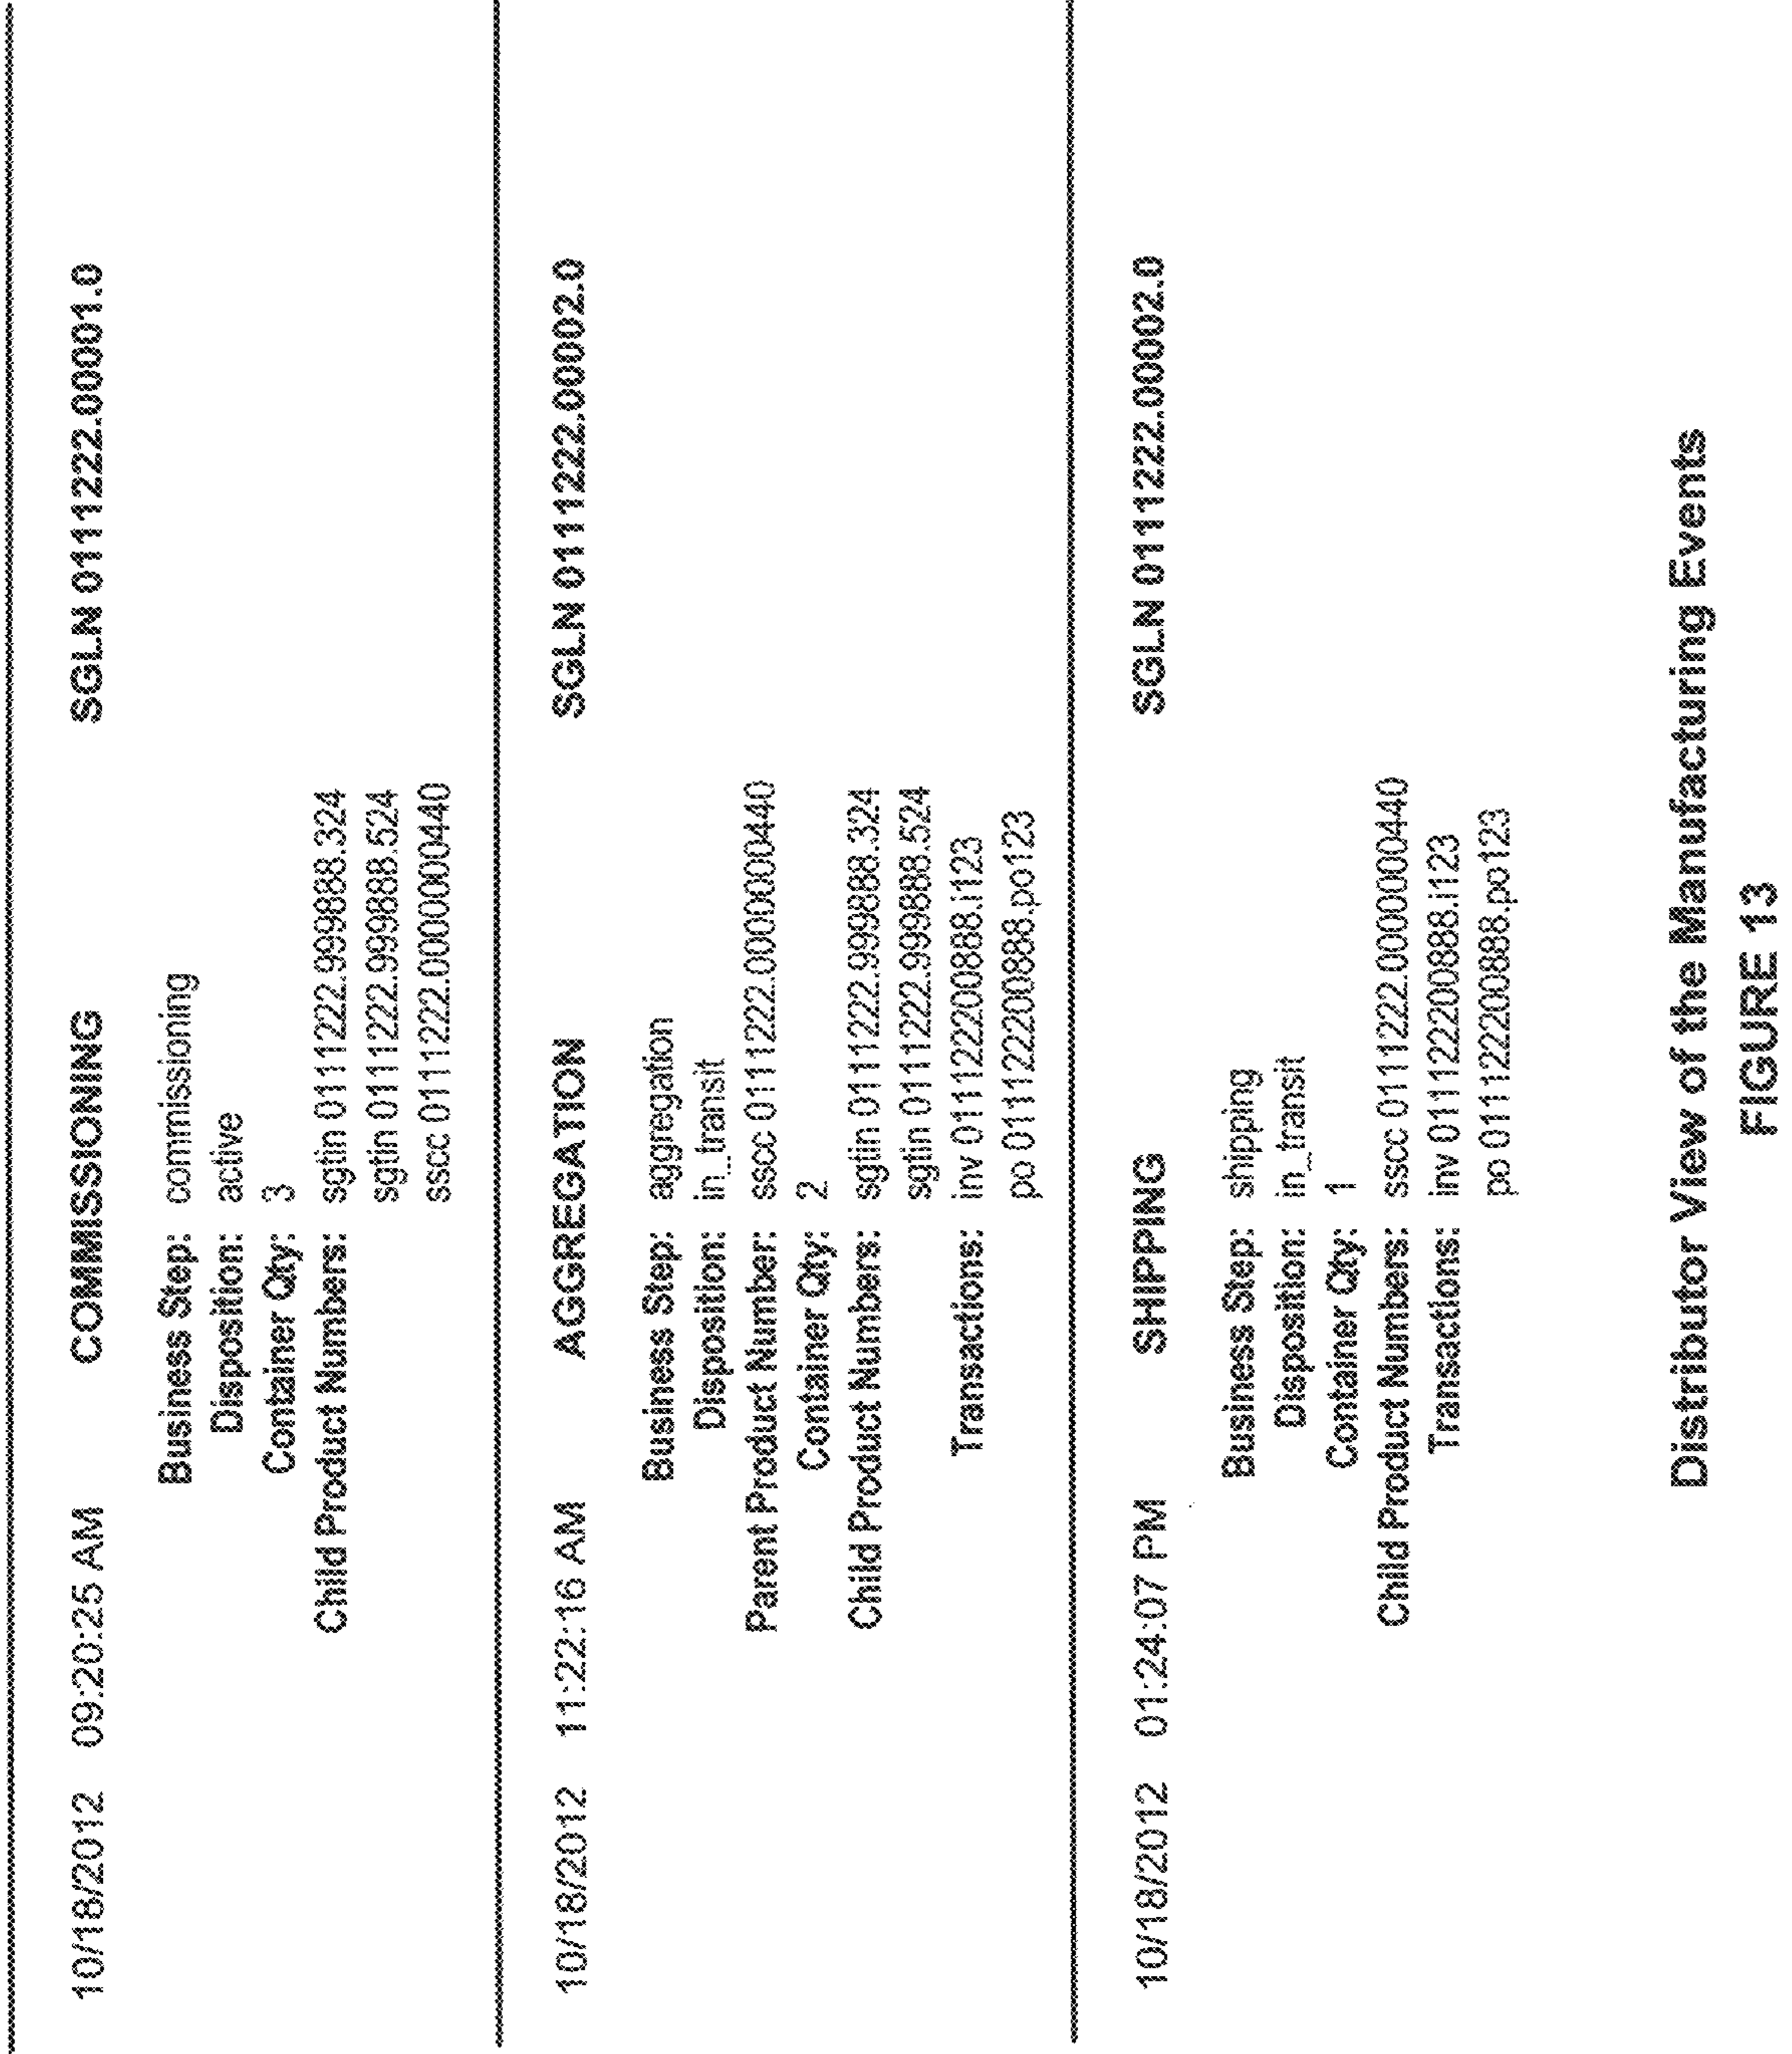 10/18/2012 09:20:25 AM COMMISSIONING SGLN 0111222.00001.0
Business Step: commissioning
Disposition: active
Container Qty: 3
Child Product Numbers: sgtin 0111222.999888.324
sgtin 0111222.999888.524
sscc 0111222.0000000440
10/18/2012 11:22:16 AM AGGREGATION SGLN 0111222.00002.0
Business Step: aggregation
Disposition: in_transit
Parent Product Number: sscc 0111222.0000000440
Container Qty: 2
Child Product Numbers: sgtin 0111222.999888.324
sgtin 0111222.999888.524
Transactions: inv 011122200888.i123
po 011122200888.po123
10/18/2012 01:24:07 PM SHIPPING SGLN 0111222.00002.0
Business Step: shipping
Disposition: in_transit
Container Qty: 1
Child Product Numbers: sscc 0111222.0000000440
Transactions: inv 011122200888.i123
po 011122200888.po123
Distributor View of the Manufacturing Events
FIGURE 13